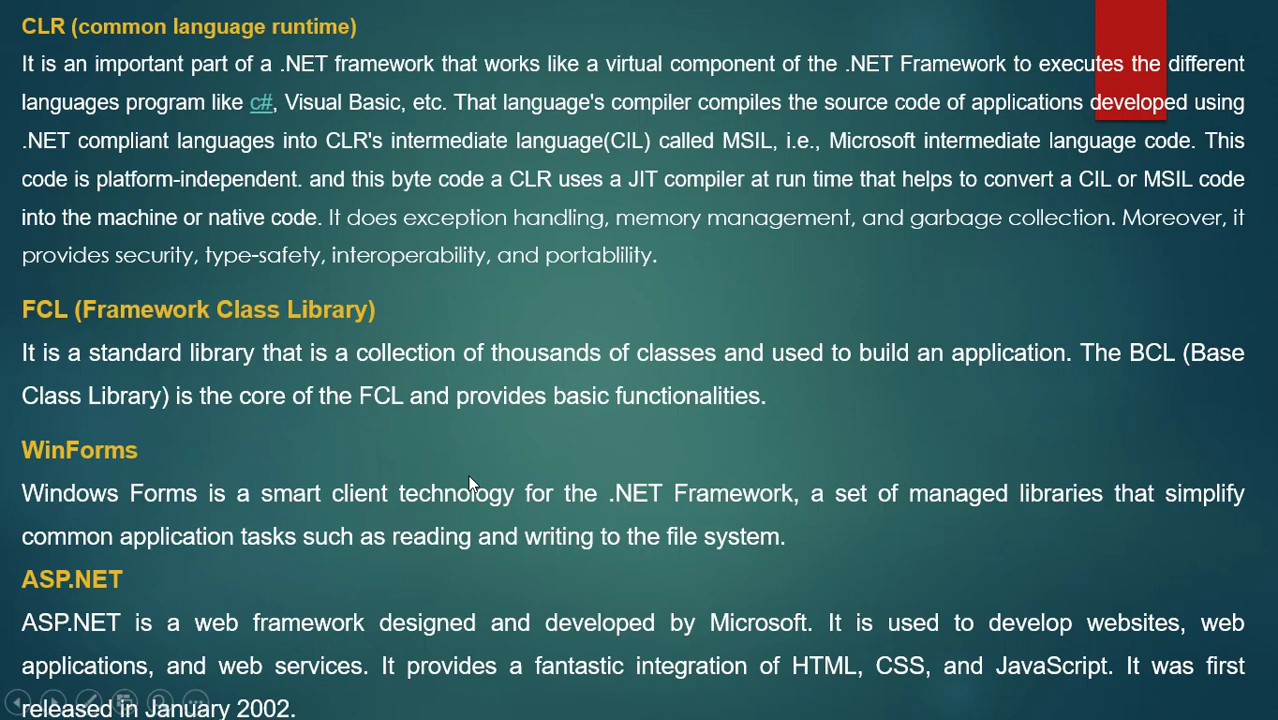 CLR (common language runtime)
It is an important part of a .NET framework that works like a virtual component of the .NET Framework to executes the different
languages program like c#, Visual Basic, etc. That language's compiler compiles the source code of applications developed using
.NET compliant languages into CLR's intermediate language(CIL) called MSIL, i.e., Microsoft intermediate language code. This
code is platform-independent. and this byte code a CLR uses a JIT compiler at run time that helps to convert a CIL or MSIL code
into the machine or native code. It does exception handling, memory management, and garbage collection. Moreover, it
provides security, type-safety, interoperability, and portablility.
FCL (Framework Class Library)
It is a standard library that is a collection of thousands of classes and used to build an application. The BCL (Base
Class Library) is the core of the FCL and provides basic functionalities.
WinForms
Windows Forms is a smart client technology for the .NET Framework, a set of managed libraries that simplify
common application tasks such as reading and writing to the file system.
ASP.NET
ASP.NET is a web framework designed and developed by Microsoft. It is used to develop websites, web
applications, and web services. It provides a fantastic integration of HTML, CSS, and JavaScript. It was first
released in January 2002.